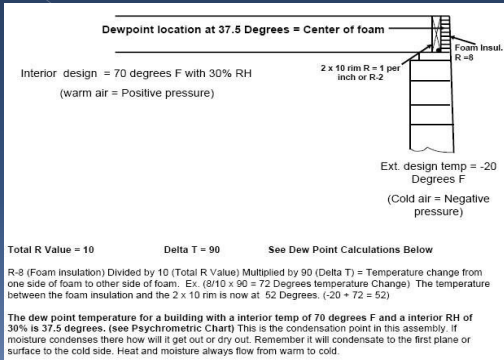 Dewpoint location at 37.5 Degrees = Center of foam
Foam Insul.
R =8
2 x 10 rim R = 1 per
inch or R-2
Interior design = 70 degrees F with 30% RH
(warm air = Positive pressure)
Ext. design temp = -20
Degrees F
(Cold air = Negative
pressure)
Total R Value = 10 Delta T = 90 See Dew Point Calculations Below
R-8 (Foam insulation) Divided by 10 (Total R Value) Multiplied by 90 (Delta T) = Temperature change from
one side of foam to other side of foam. Ex. (8/10 x 90 = 72 Degrees temperature Change) The temperature
between the foam insulation and the 2 x 10 rim is now at 52 Degrees. (-20 + 72 = 52)
The dew point temperature for a building with a interior temp of 70 degrees F and a interior RH of
30% is 37.5 degrees. (see Psychrometric Chart) This is the condensation point in this assembly. If
moisture condenses there how will it get out or dry out. Remember it will condensate to the first plane or
surface to the cold side. Heat and moisture always flow from warm to cold.